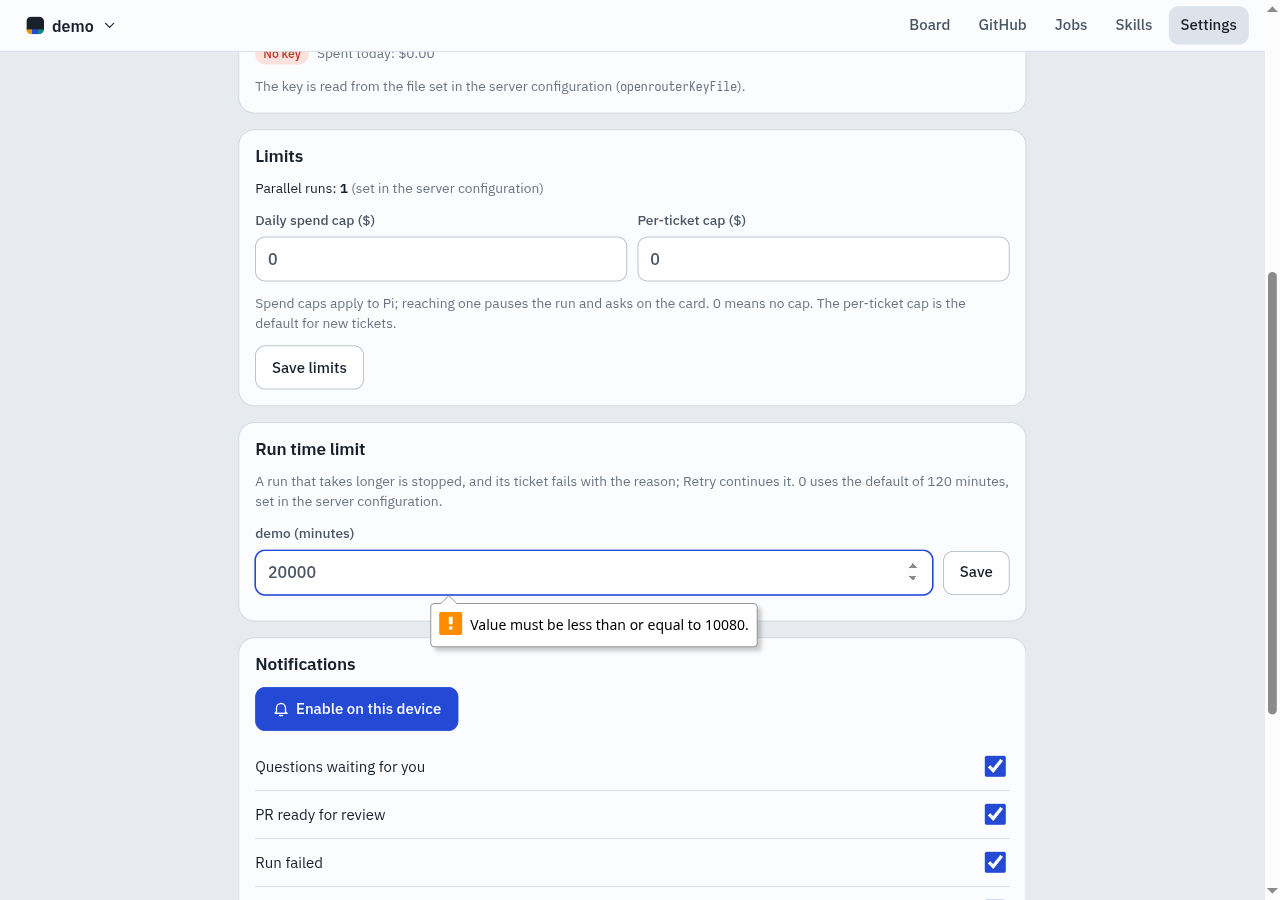 demo
Board
GitHub
Jobs
Skills
Settings
No key
Spent today: $0.00
The key is read from the file set in the server configuration (openrouterKeyFile).
Limits
Parallel runs: 1 (set in the server configuration)
Daily spend cap ($)
Per-ticket cap ($)
0
0
Spend caps apply to Pi; reaching one pauses the run and asks on the card. 0 means no cap. The per-ticket cap is the
default for new tickets.
Save limits
Run time limit
A run that takes longer is stopped, and its ticket fails with the reason; Retry continues it. 0 uses the default of 120 minutes,
set in the server configuration.
demo (minutes)
20000
Save
Value must be less than or equal to 10080.
Notifications
Enable on this device
Questions waiting for you
PR ready for review
Run failed